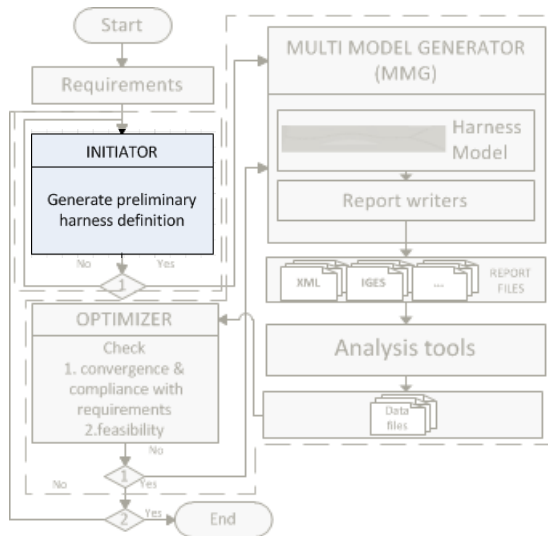 Start
Requirements
INITIATOR
Generate preliminary
harness definition
No
Yes
1
MULTI MODEL GENERATOR
(MMG)
Harness
Model
Report writers
XML
IGES
...
REPORT
FILES
Analysis tools
Data
files
OPTIMIZER
Check
1. convergence &
compliance with
requirements
2.feasibility
No
1
No
Yes
2
Yes
End